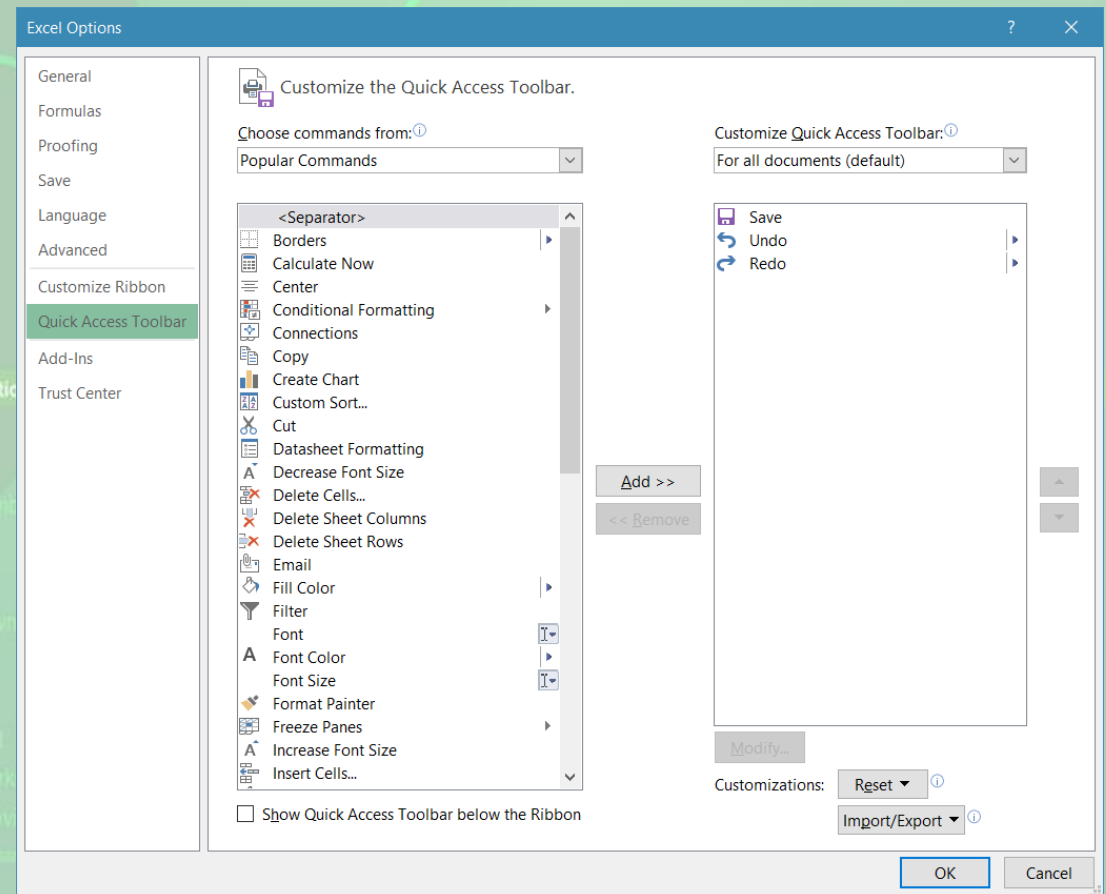 Excel Options
?
General
Formulas
Proofing
Save
Language
Advanced
Customize Ribbon
Quick Access Toolbar
Add-Ins
Trust Center
Customize the Quick Access Toolbar.
Choose commands from:
Popular Commands
<Separator>
Borders
Calculate Now
Center
Conditional Formatting
Connections
Copy
Create Chart
Custom Sort...
Cut
Datasheet Formatting
Decrease Font Size
Delete Cells...
Delete Sheet Columns
Delete Sheet Rows
Email
Fill Color
Filter
Font
Font Color
Font Size
Format Painter
Freeze Panes
Increase Font Size
Insert Cells...
Show Quick Access Toolbar below the Ribbon
Add >>
<< Remove
Customize Quick Access Toolbar:
For all documents (default)
Save
Undo
Redo
Modify...
Customizations:
Reset
Import/Export
OK
Cancel